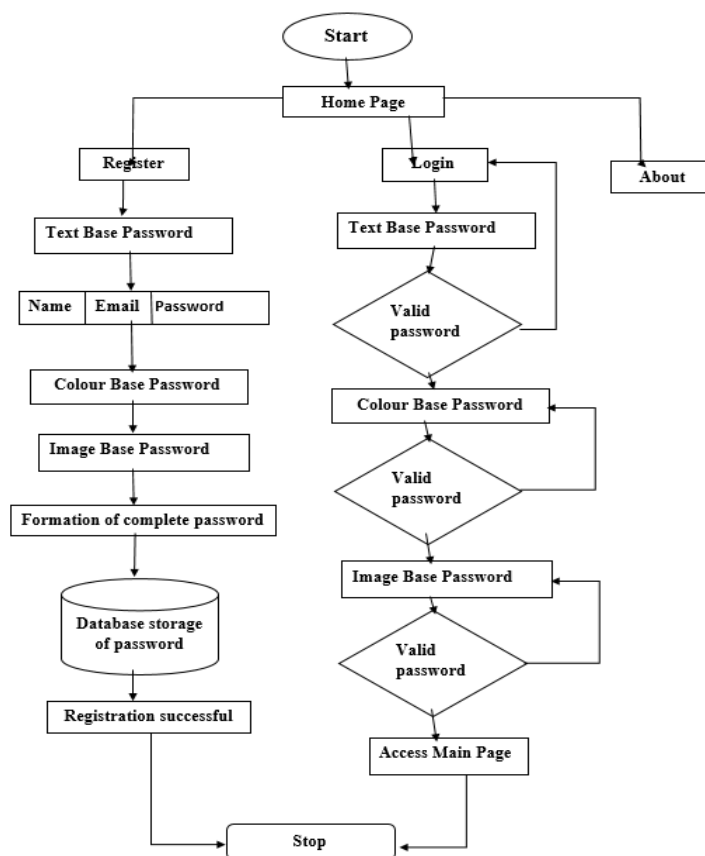 Start
Home Page
Register
Login
About
Text Base Password
Name Email Password
Colour Base Password
Image Base Password
Formation of complete password
Database storage
of password
Registration successful
Text Base Password
Valid
password
Colour Base Password
Valid
password
Image Base Password
Valid
password
Access Main Page
Stop